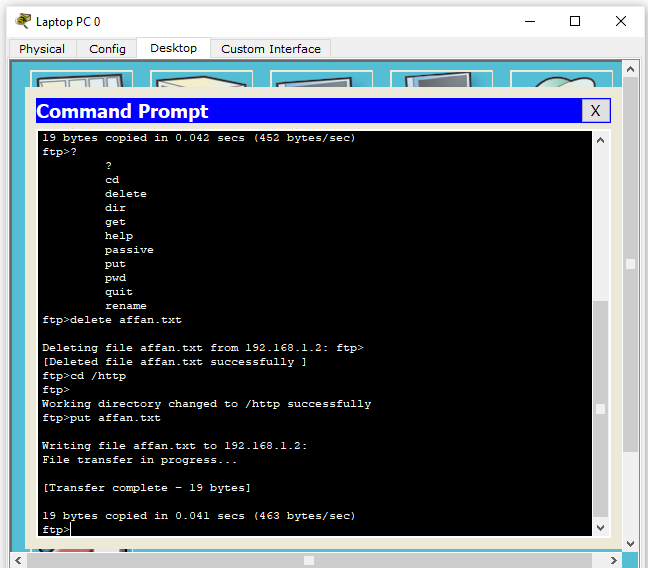 Laptop PC 0
Physical Config Desktop Custom Interface
Command Prompt X
19 bytes copied in 0.042 secs (452 bytes/sec)
ftp>?
?
cd
delete
dir
get
help
passive
put
pwd
quit
rename
ftp>delete affan.txt
Deleting file affan.txt from 192.168.1.2: ftp>
[Deleted file affan.txt successfully ]
ftp>cd /http
ftp>
Working directory changed to /http successfully
ftp>put affan.txt
Writing file affan.txt to 192.168.1.2:
File transfer in progress...
[Transfer complete - 19 bytes]
19 bytes copied in 0.041 secs (463 bytes/sec)
ftp>